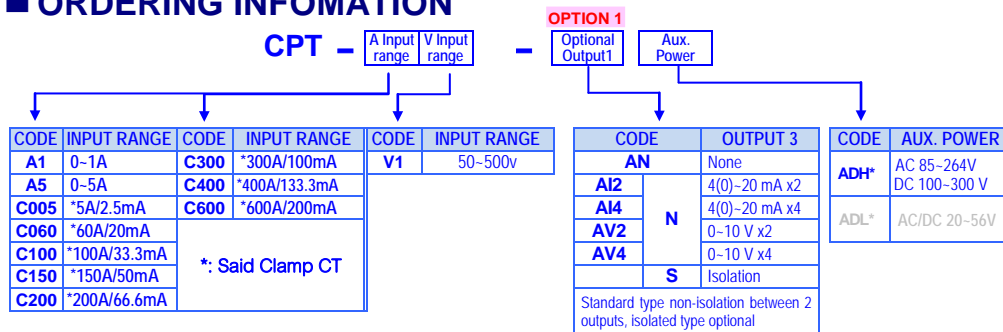 ■ ORDERING INFOMATION
OPTION 1
CPT – A Input range V Input range – Optional Output1 Aux. Power
CODE INPUT RANGE CODE INPUT RANGE
A1 0~1A C300 *300A/100mA
A5 0~5A C400 *400A/133.3mA
C005 *5A/2.5mA C600 *600A/200mA
C060 *60A/20mA
C100 *100A/33.3mA
C150 *150A/50mA
C200 *200A/66.6mA
*: Said Clamp CT
CODE INPUT RANGE
V1 50~500v
CODE OUTPUT 3
AN None
AI2 4(0)~20 mA x2
AI4 4(0)~20 mA x4
N
AV2 0~10 V x2
AV4 0~10 V x4
S Isolation
Standard type non-isolation between 2
outputs, isolated type optional
CODE AUX. POWER
ADH* AC 85~264V
DC 100~300 V
ADL* AC/DC 20~56V